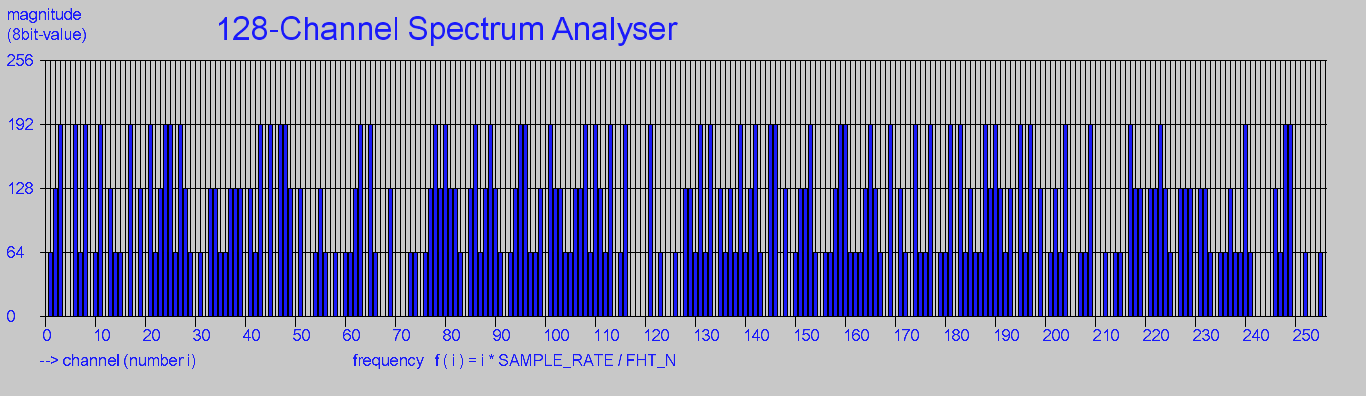 magnitude
(8bit-value)
128-Channel Spectrum Analyser
256
192
128
64
0
0 10 20 30 40 50 60 70 80 90 100 110 120 130 140 150 160 170 180 190 200 210 220 230 240 250
--> channel (number i) frequency f ( i ) = i * SAMPLE_RATE / FHT_N